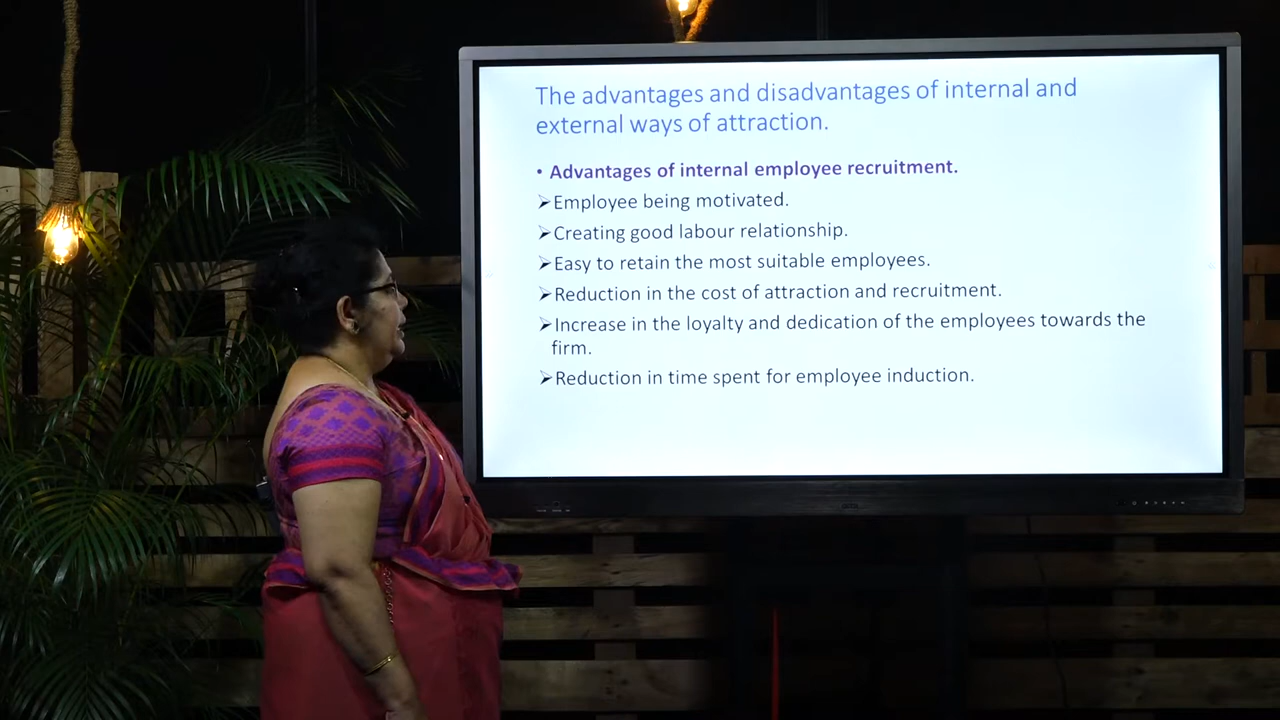 The advantages and disadvantages of internal and
external ways of attraction.
• Advantages of internal employee recruitment.
➢Employee being motivated.
➢Creating good labour relationship.
➢Easy to retain the most suitable employees.
➢Reduction in the cost of attraction and recruitment.
➢Increase in the loyalty and dedication of the employees towards the
firm.
➢Reduction in time spent for employee induction.